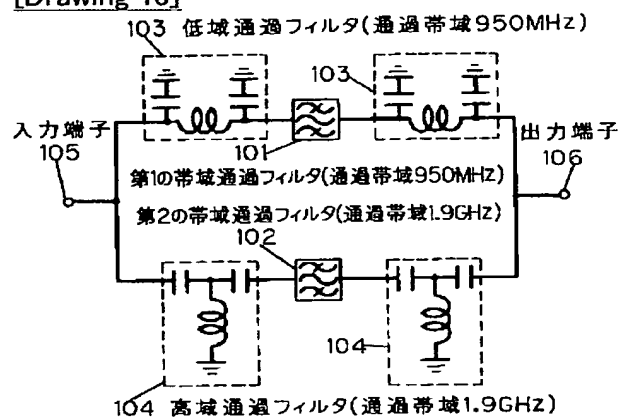 [Drawing 10]
103 低域通過フィルタ(通過帯域950MHz)
103
入力端子
105
101
出力端子
106
第1の帯域通過フィルタ(通過帯域950MHz)
第2の帯域通過フィルタ(通過帯域1.9GHz)
102
104
104 高域通過フィルタ(通過帯域1.9GHz)